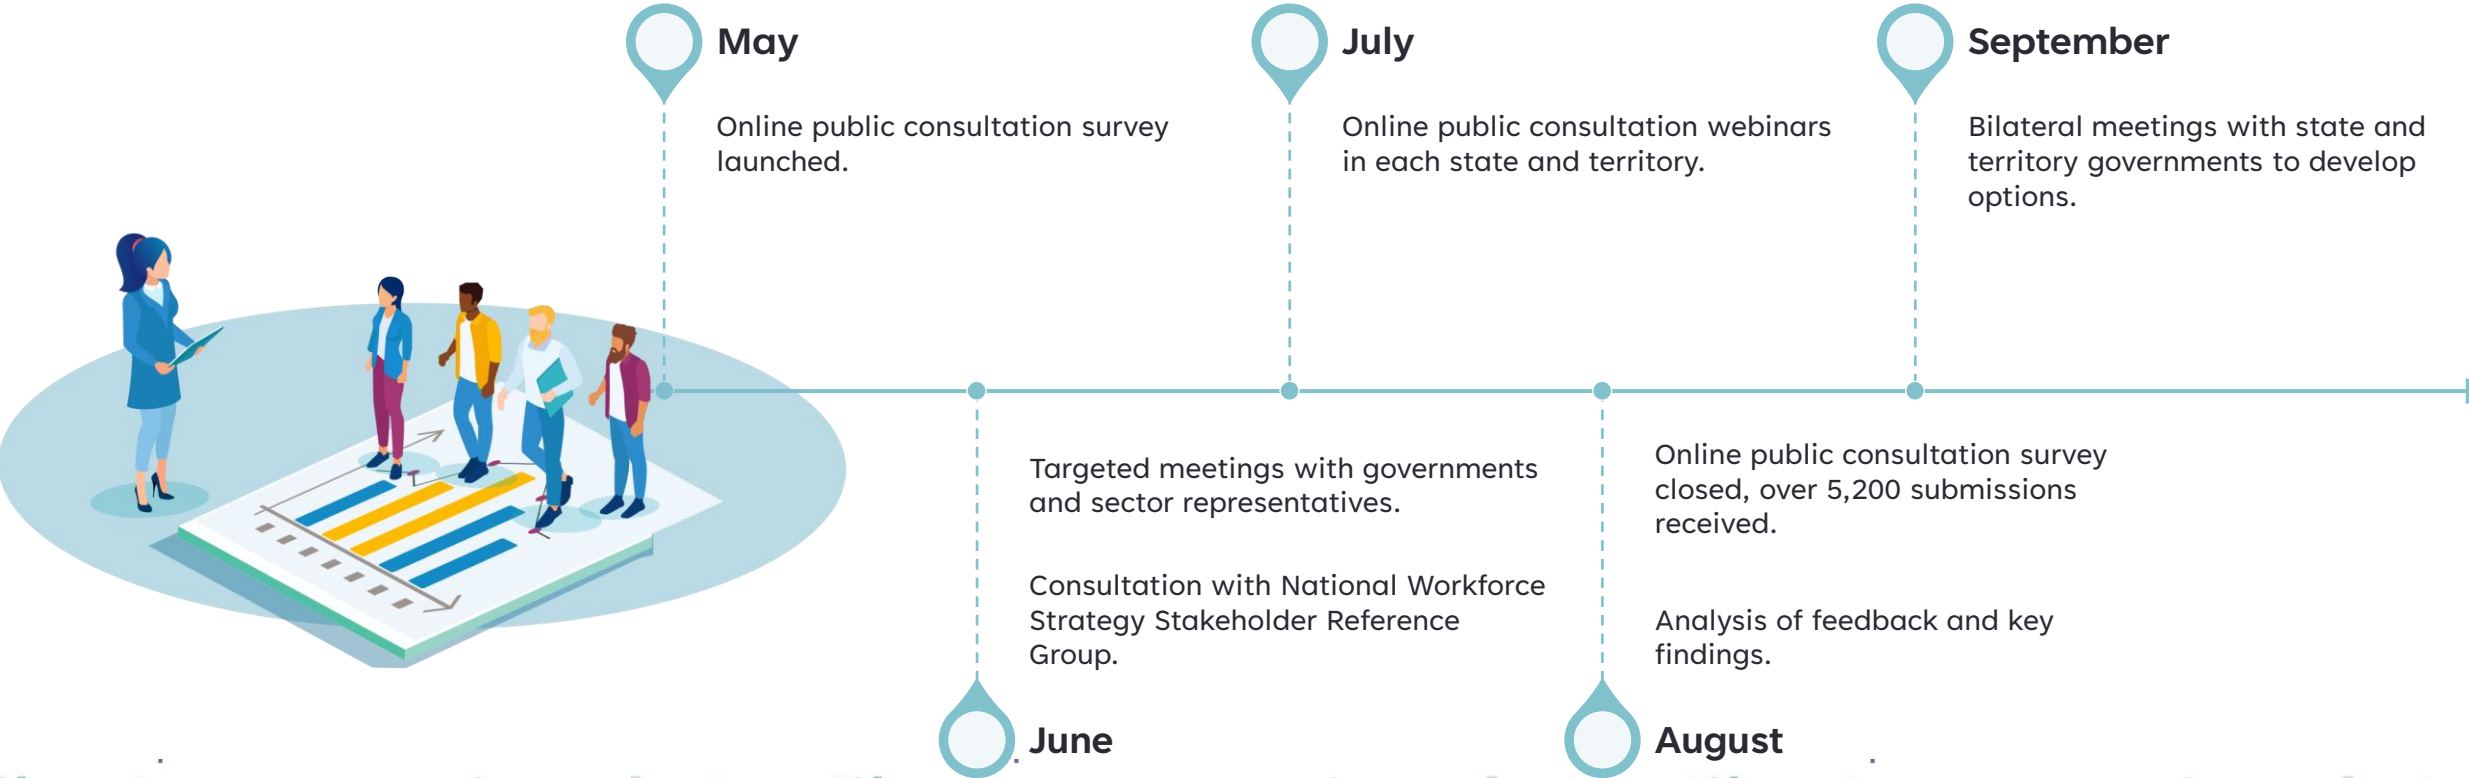 May
Online public consultation survey
launched.
July
Online public consultation webinars
in each state and territory.
September
Bilateral meetings with state and
territory governments to develop
options.
Targeted meetings with governments
and sector representatives.
Consultation with National Workforce
Strategy Stakeholder Reference
Group.
June
Online public consultation survey
closed, over 5,200 submissions
received.
Analysis of feedback and key
findings.
August